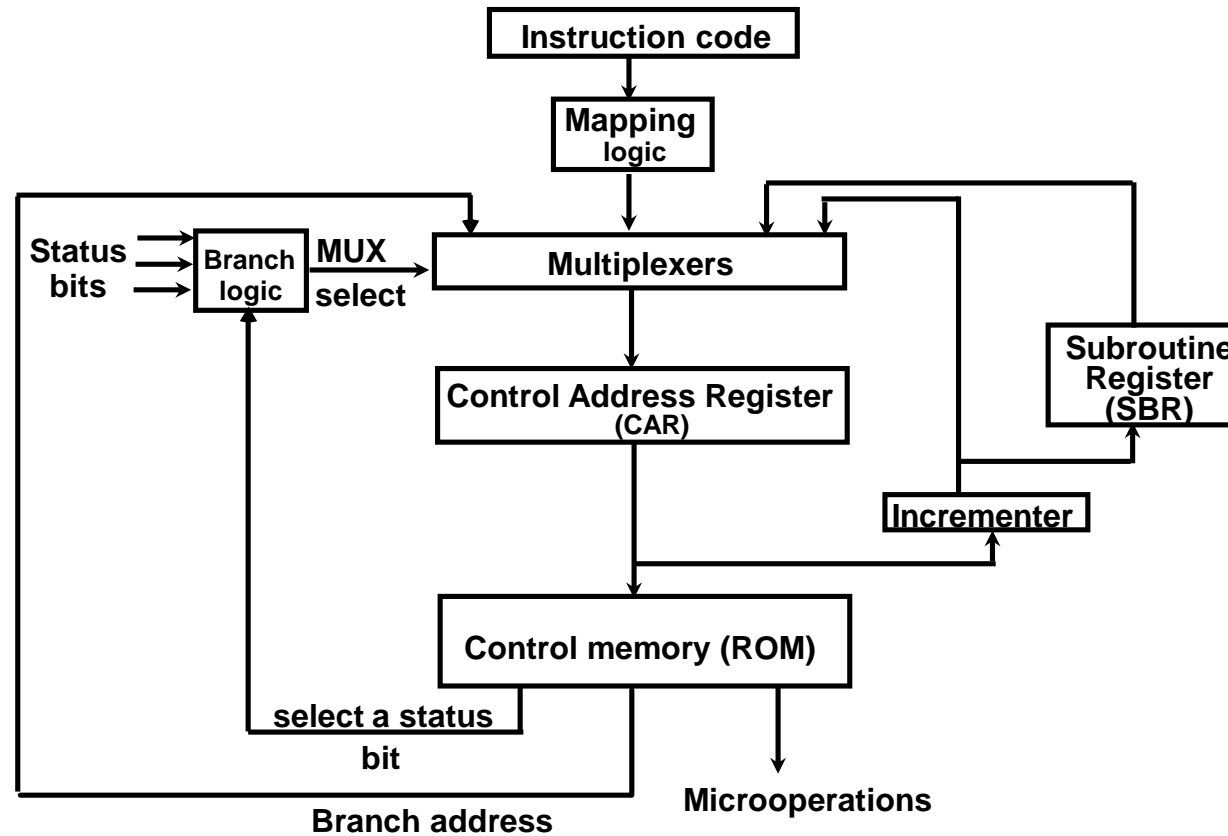 Instruction code
Mapping
logic
Status
bits
Branch
logic
MUX
select
Multiplexers
Subroutine
Register
(SBR)
Control Address Register
(CAR)
Incrementer
Control memory (ROM)
select a status
bit
Microoperations
Branch address